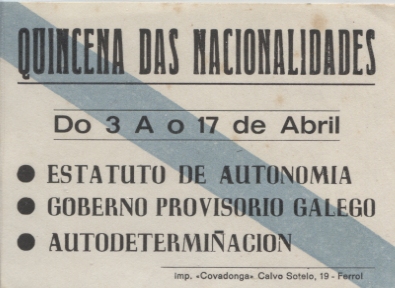 QUINCENA DAS NACIONALIDADES
Do 3 A o 17 de Abril
● ESTATUTO DE AUTONOMIA
● GOBERNO PROVISORIO GALEGO
● AUTODETERMIÑACION
imp. «Covadonga» Calvo Sotelo, 19 - Ferrol